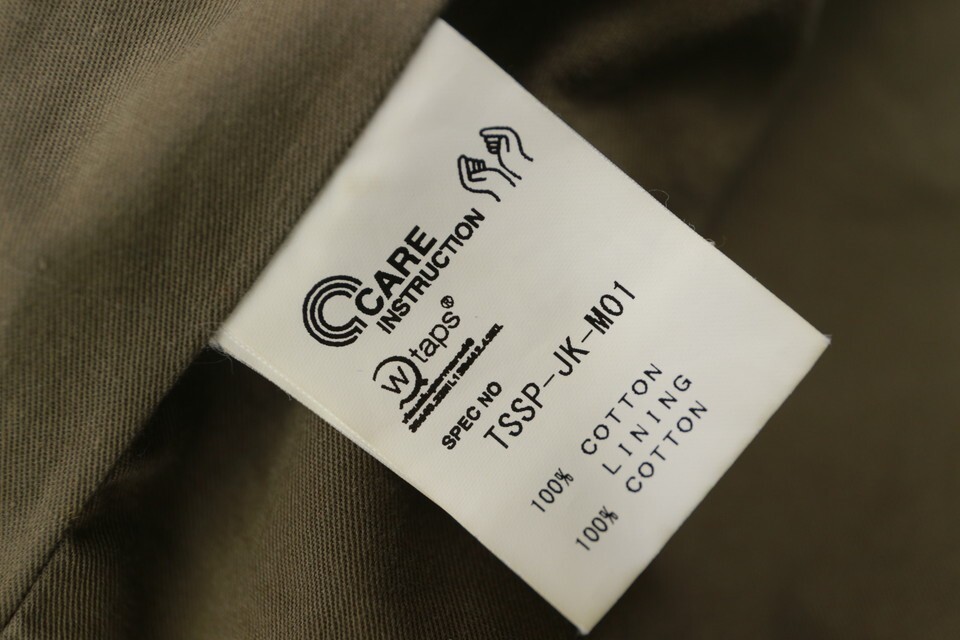 CARE
INSTRUCTION
W taps®
SPEC NO
TSSP-JK-M01
100% COTTON
LINING
100% COTTON